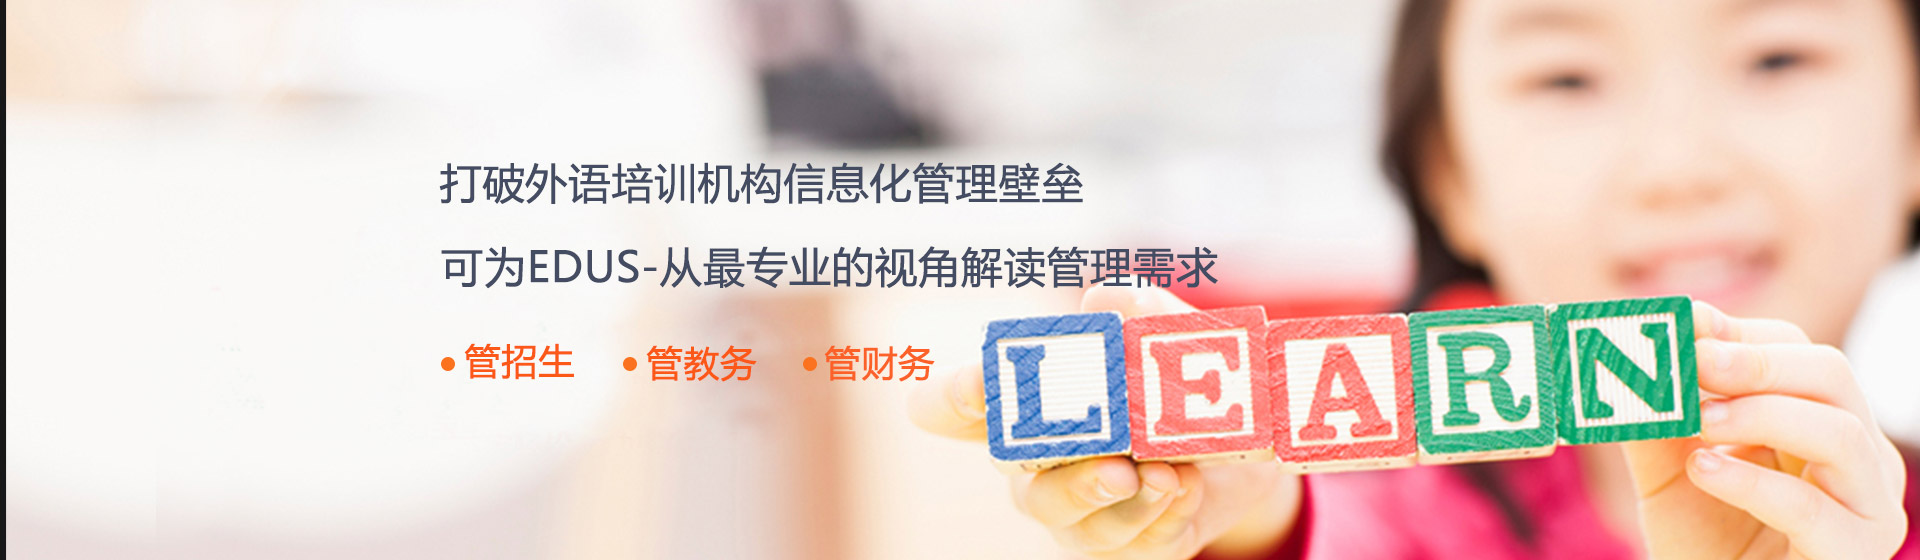 打破外语培训机构信息化管理壁垒
可为EDUS-从最专业的视角解读管理需求
•管招生 •管教务 •管财务
LEARN